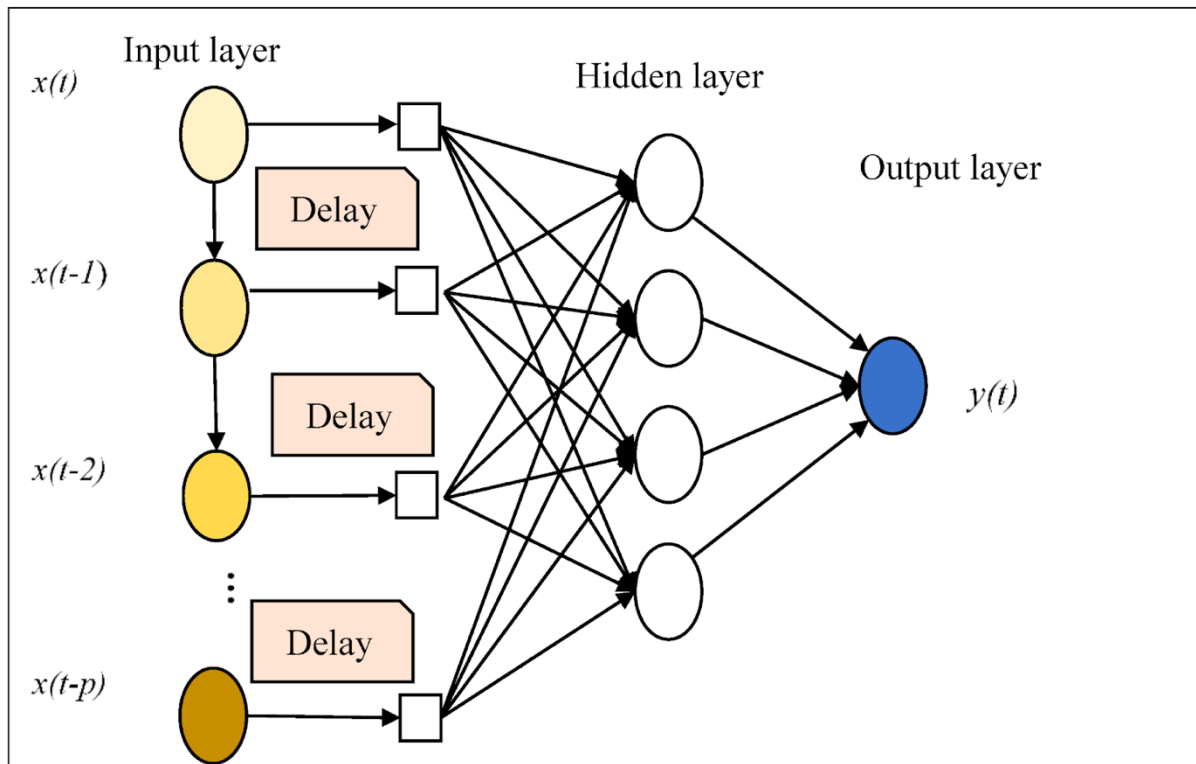 Input layer
x(t)
Hidden layer
Output layer
Delay
x(t-1)
Delay
y(t)
x(t-2)
...
Delay
x(t-p)